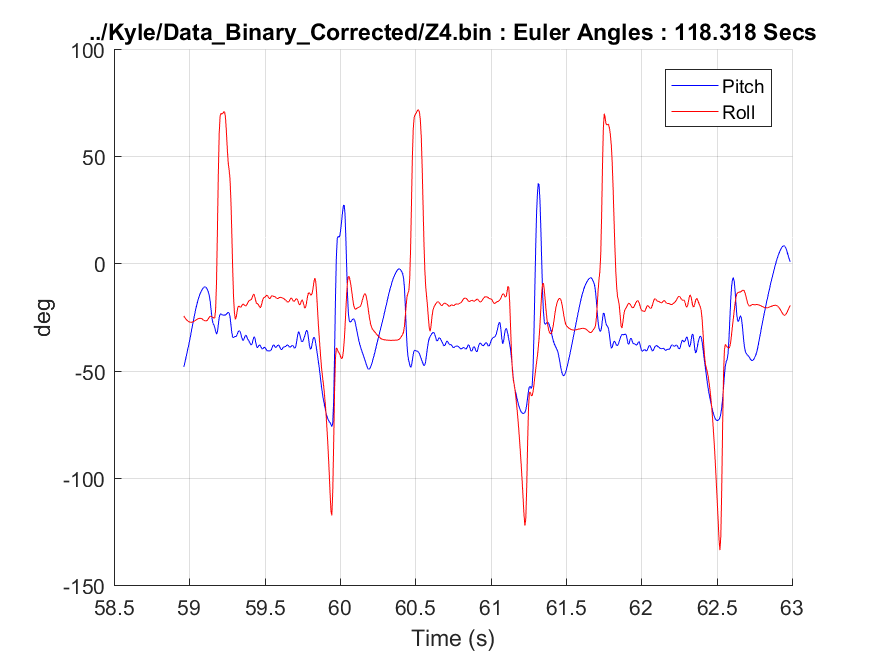 ../Kyle/Data_Binary_Corrected/Z4.bin : Euler Angles : 118.318 Secs
100
50
0
-50
-100
-150
deg
Pitch
Roll
58.5 59 59.5 60 60.5 61 61.5 62 62.5 63
Time (s)